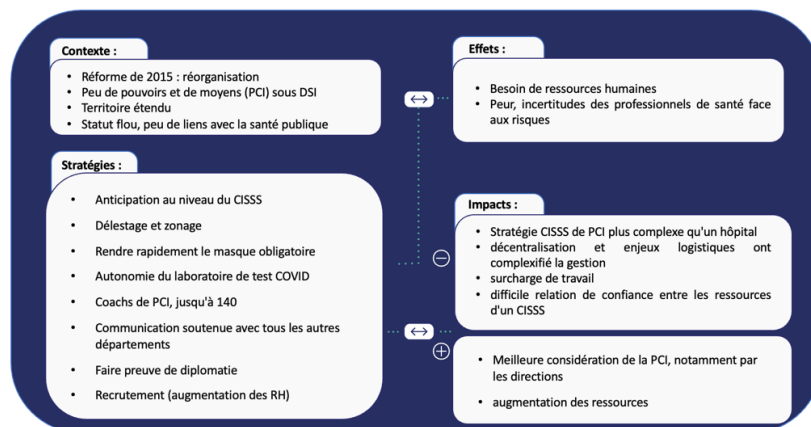 Contexte :
• Réforme de 2015 : réorganisation
• Peu de pouvoirs et de moyens (PCI) sous DSI
• Territoire étendu
• Statut flou, peu de liens avec la santé publique
Stratégies :
• Anticipation au niveau du CISSS
• Délestage et zonage
• Rendre rapidement le masque obligatoire
• Autonomie du laboratoire de test COVID
• Coachs de PCI, jusqu'à 140
• Communication soutenue avec tous les autres
départements
• Faire preuve de diplomatie
• Recrutement (augmentation des RH)
Effets :
• Besoin de ressources humaines
• Peur, incertitudes des professionnels de santé face
aux risques
Impacts :
• Stratégie CISSS de PCI plus complexe qu'un hôpital
• décentralisation et enjeux logistiques ont
complexifié la gestion
• surcharge de travail
• difficile relation de confiance entre les ressources
d'un CISSS
• Meilleure considération de la PCI, notamment par
les directions
• augmentation des ressources